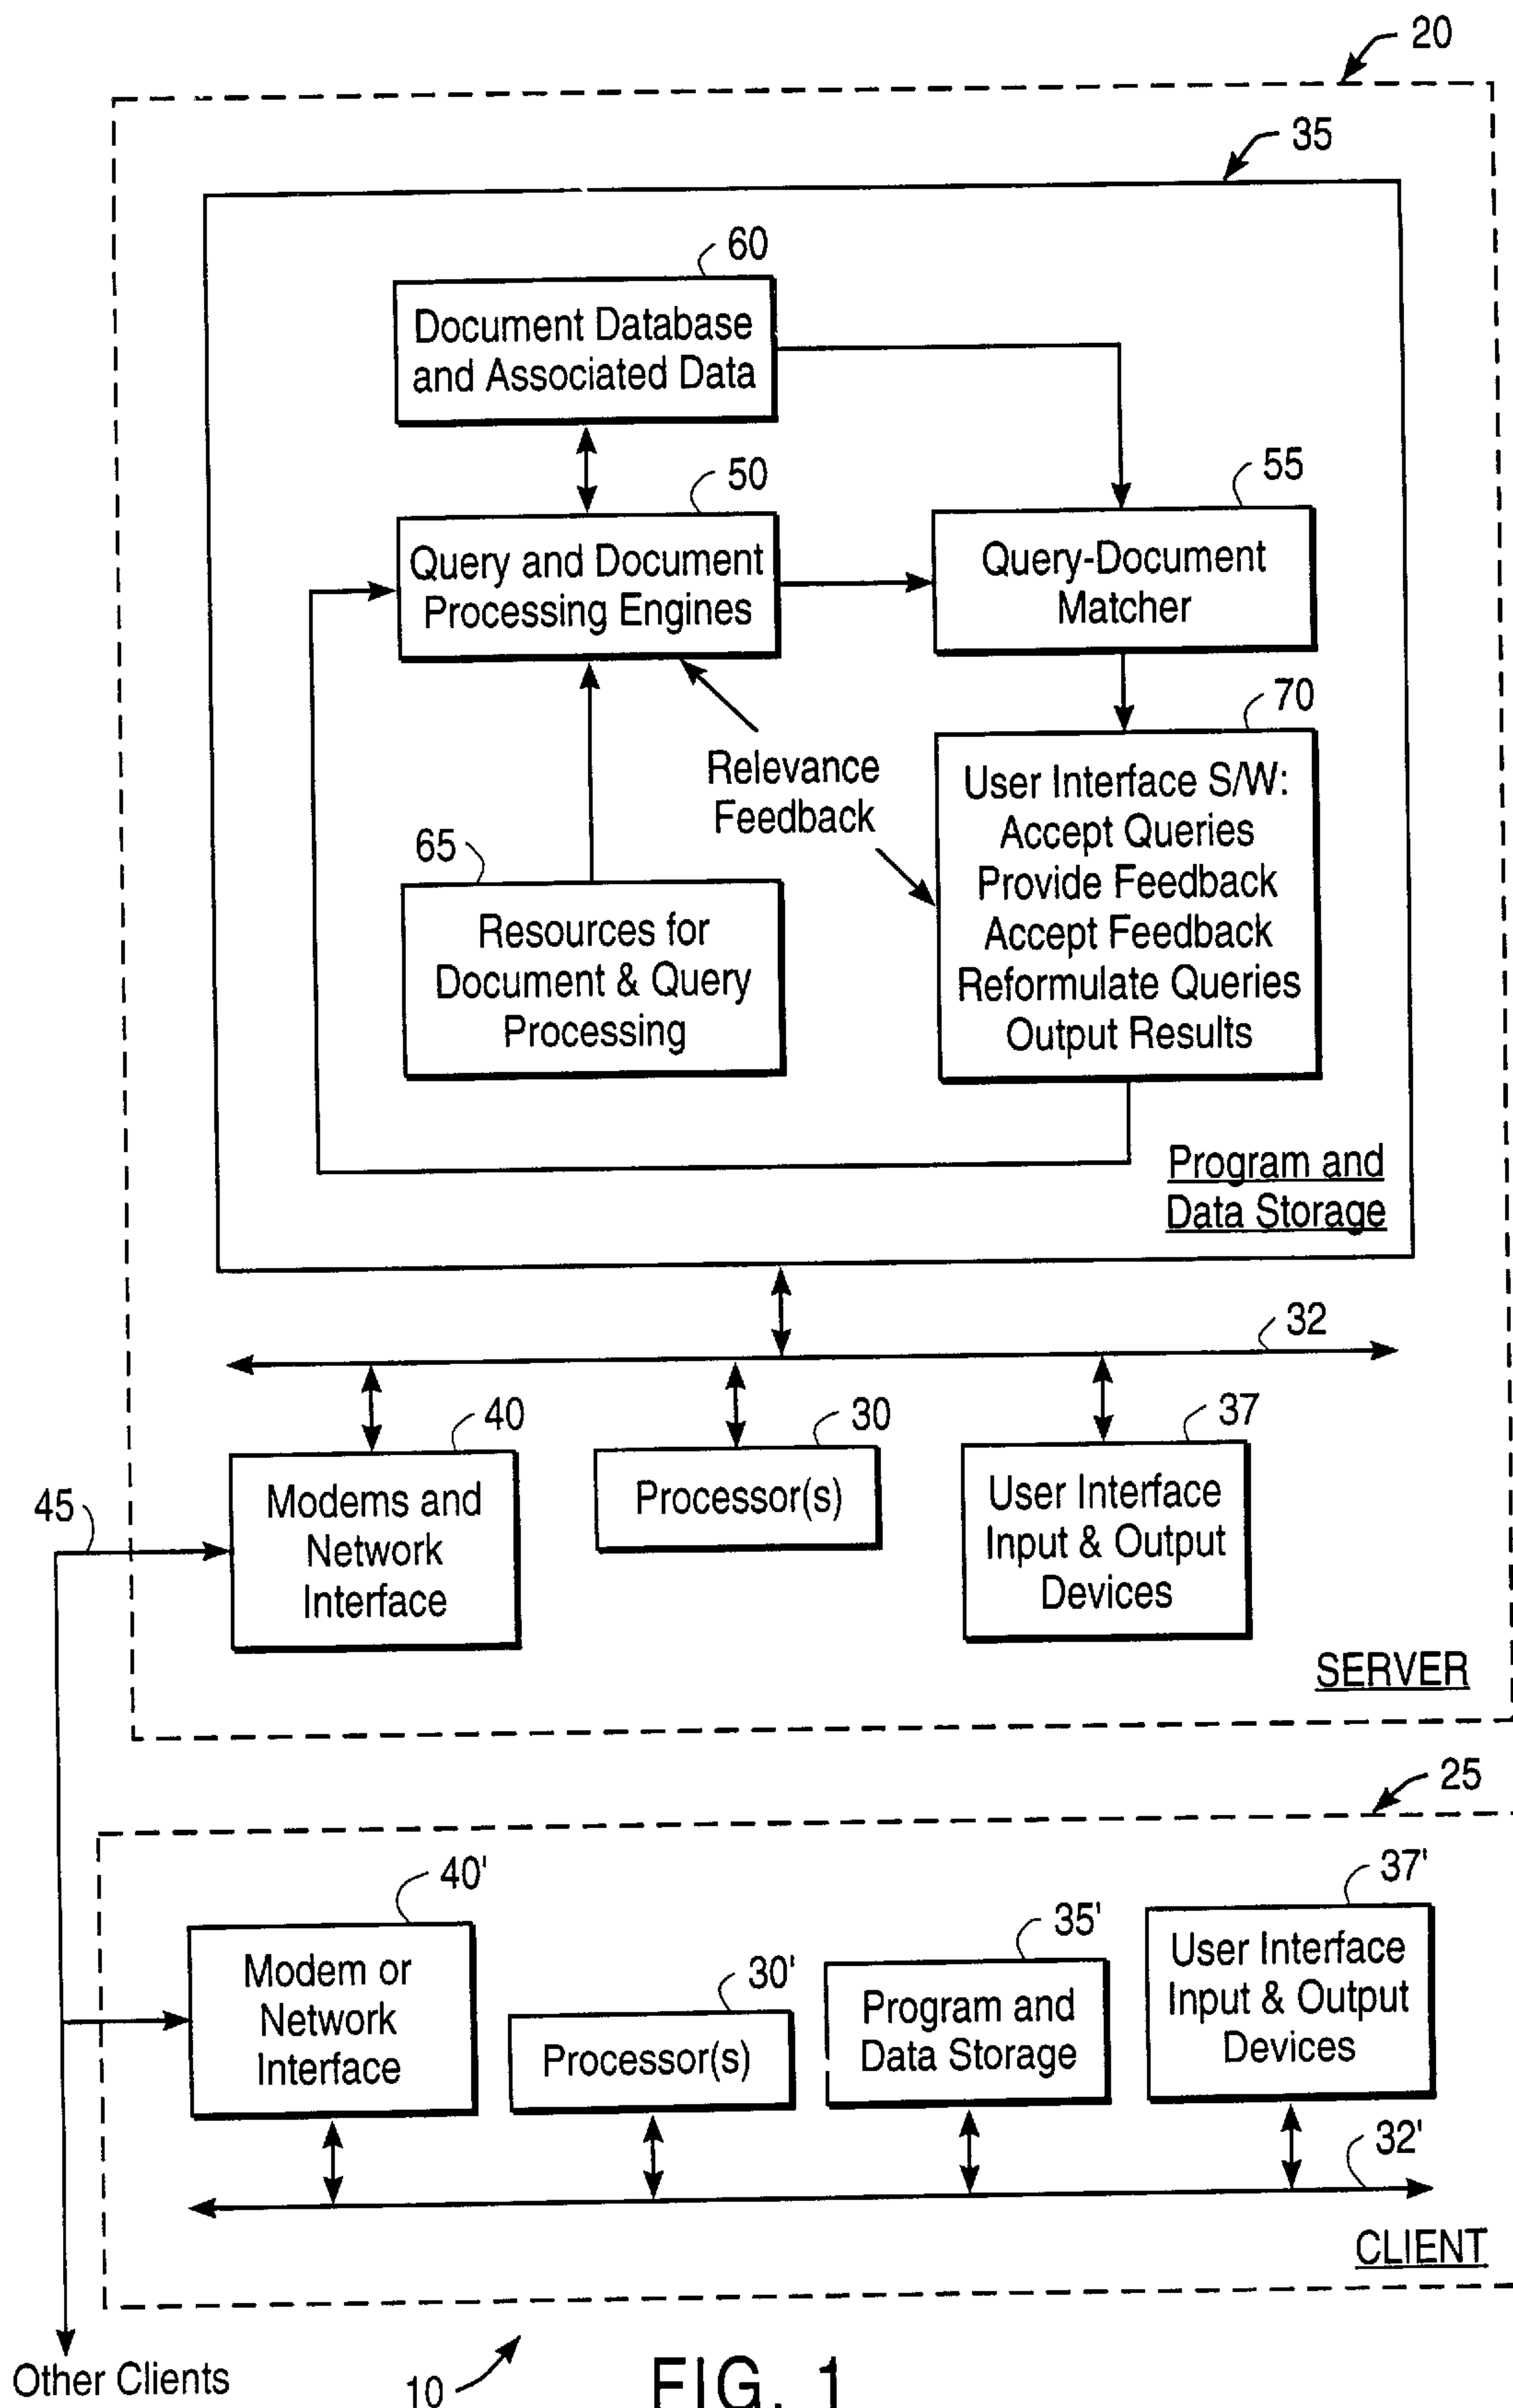 20
35
60
Document Database
and Associated Data
50
Query and Document
Processing Engines
55
Query-Document
Matcher
Relevance
Feedback
70
User Interface S/W:
Accept Queries
Provide Feedback
Accept Feedback
Reformulate Queries
Output Results
65
Resources for
Document & Query
Processing
Program and
Data Storage
32
40
Modems and
Network
Interface
30
Processor(s)
37
User Interface
Input & Output
Devices
45
SERVER
25
40'
Modem or
Network
Interface
30'
Processor(s)
35'
Program and
Data Storage
37'
User Interface
Input & Output
Devices
32'
CLIENT
Other Clients
10
FIG. 1